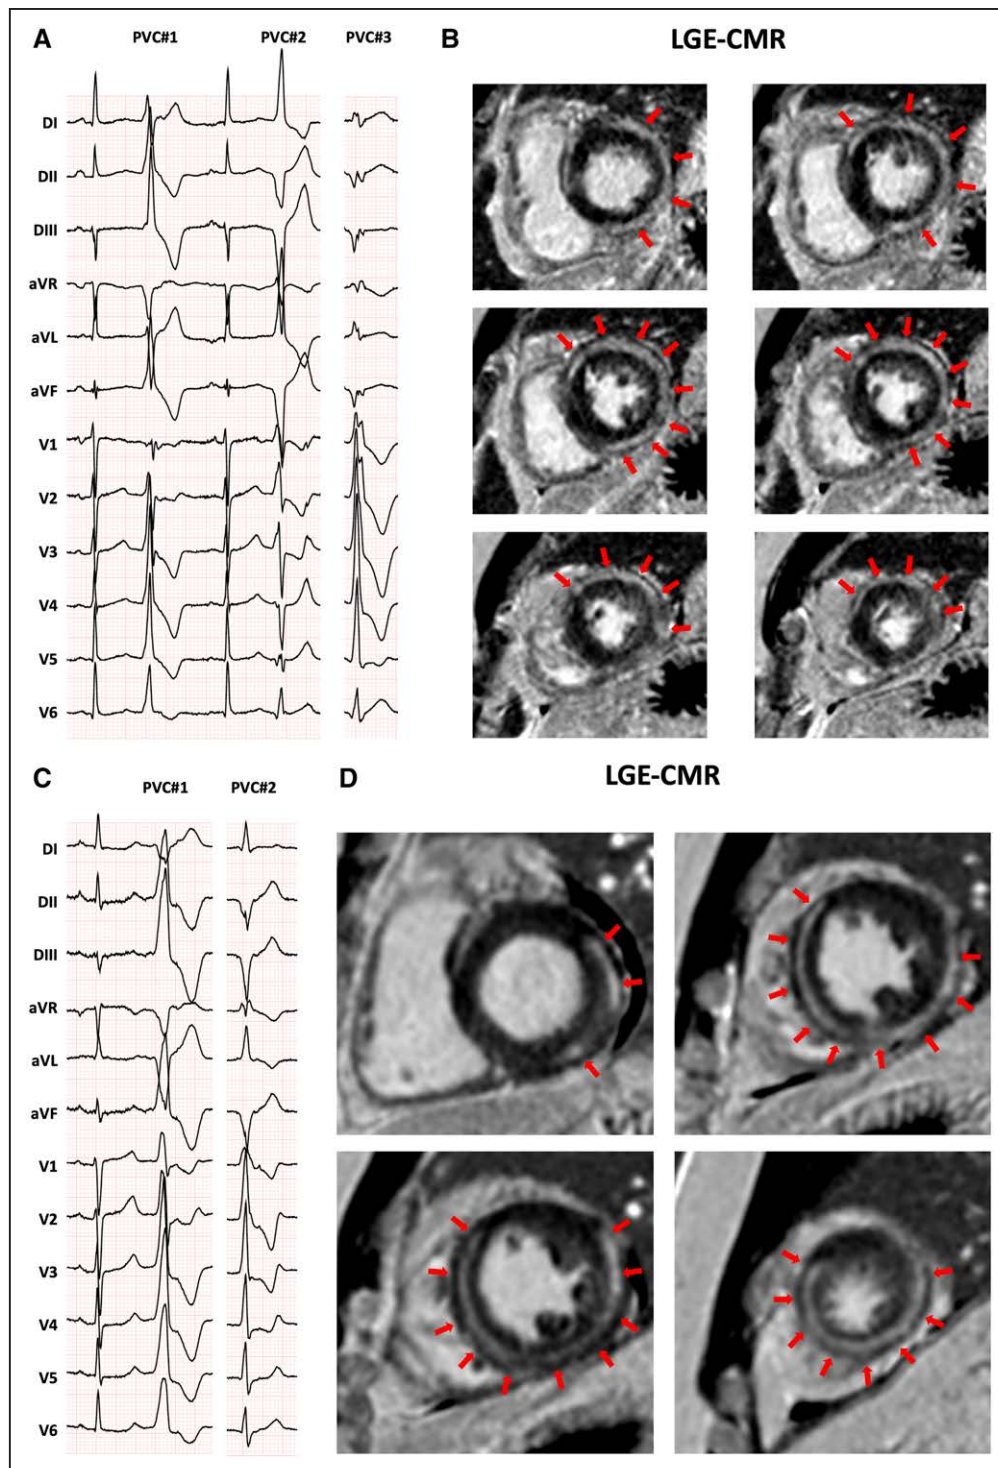 A
PVC#1 PVC#2 PVC#3
DI
DII
DIII
aVR
aVL
aVF
V1
V2
V3
V4
V5
V6
B
LGE-CMR
C
PVC#1 PVC#2
DI
DII
DIII
aVR
aVL
aVF
V1
V2
V3
V4
V5
V6
D
LGE-CMR